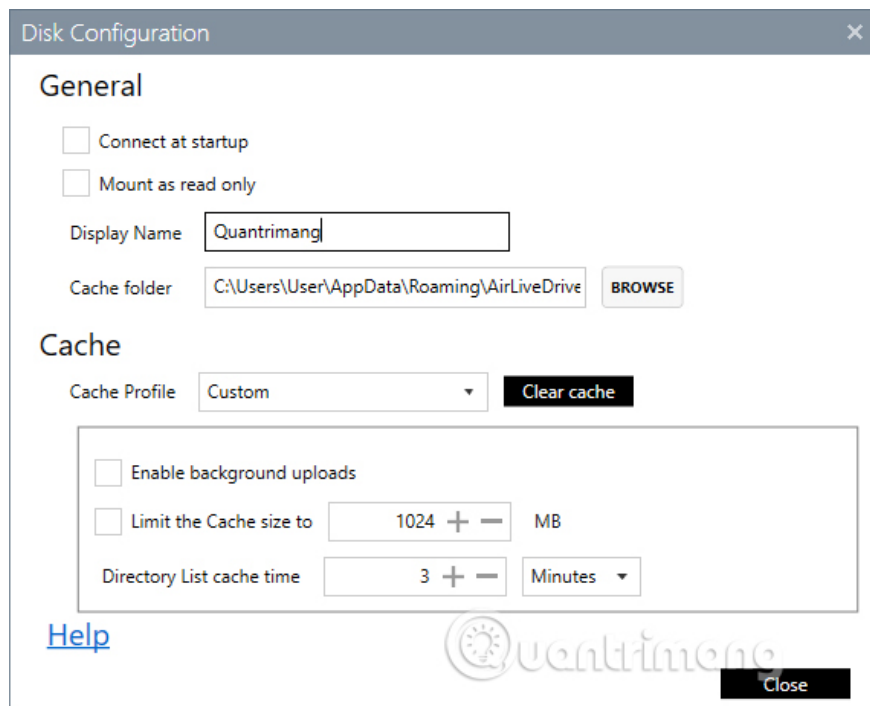 Disk Configuration
General
Connect at startup
Mount as read only
Display Name Quantrimang
Cache folder C:\Users\User\AppData\Roaming\AirLiveDrive BROWSE
Cache
Cache Profile Custom Clear cache
Enable background uploads
Limit the Cache size to 1024 MB
Directory List cache time 3 Minutes
Help
Quantrimang
Close